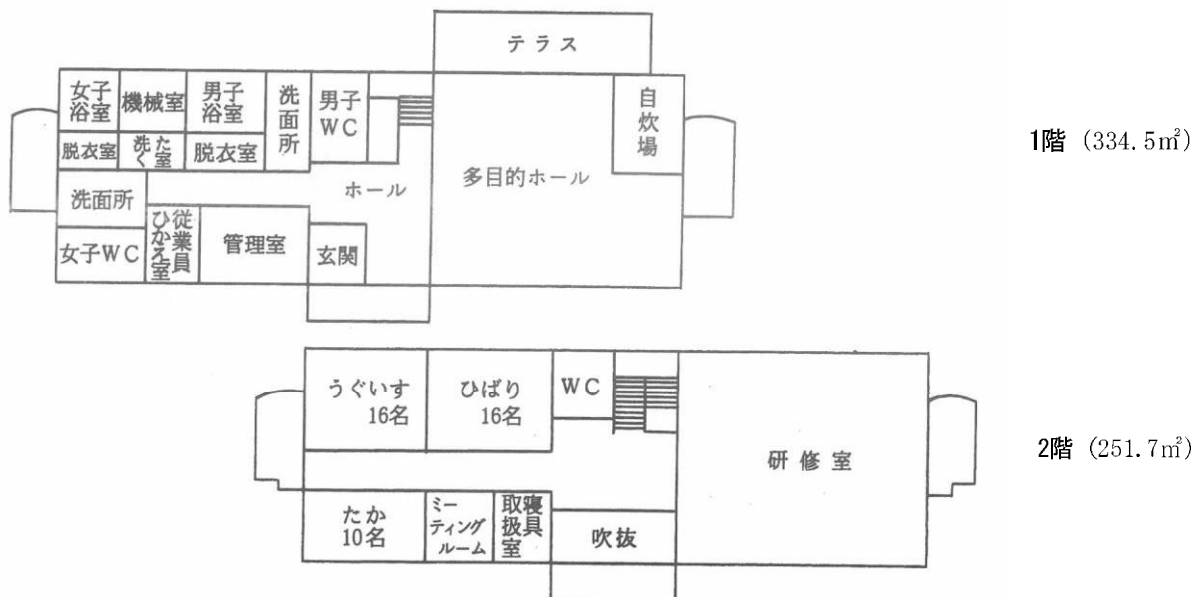 テラス
女子
浴室
機械室
男子
浴室
洗面所
男子
WC
自炊場
1階 (334.5㎡)
脱衣室
洗たく室
脱衣室
ホール
多目的ホール
洗面所
従業員ひかえ室
管理室
玄関
女子WC
うぐいす
16名
ひばり
16名
WC
研修室
2階 (251.7㎡)
たか
10名
ミー
ティング
ルーム
寝具取扱室
吹抜